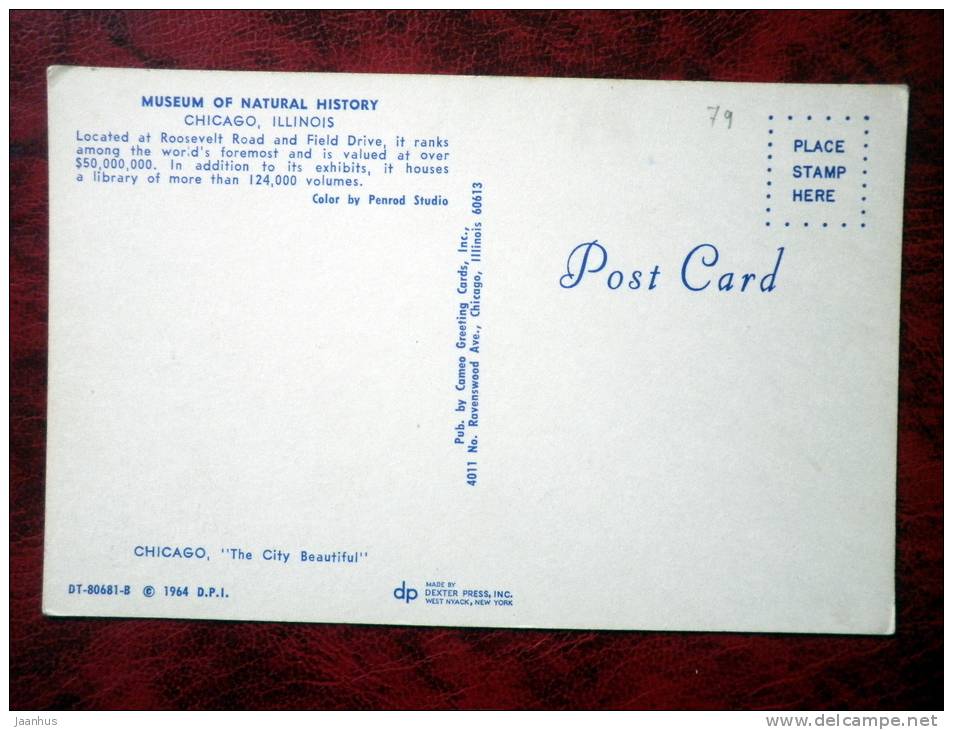 MUSEUM OF NATURAL HISTORY
CHICAGO, ILLINOIS
Located at Roosevelt Road and Field Drive, it ranks
among the world's foremost and is valued at over
$50,000,000. In addition to its exhibits, it houses
a library of more than 124,000 volumes.
Color by Penrod Studio
Pub. by Cameo Greeting Cards, Inc.,
4011 No. Ravenswood Ave., Chicago, Illinois 60613
79
PLACE
STAMP
HERE
Post Card
CHICAGO, "The City Beautiful"
DT-80681-B © 1964 D.P.I.
dp
MADE BY
DEXTER PRESS, INC.
WEST NYACK, NEW YORK
Jaanhus
www.delcampe.net